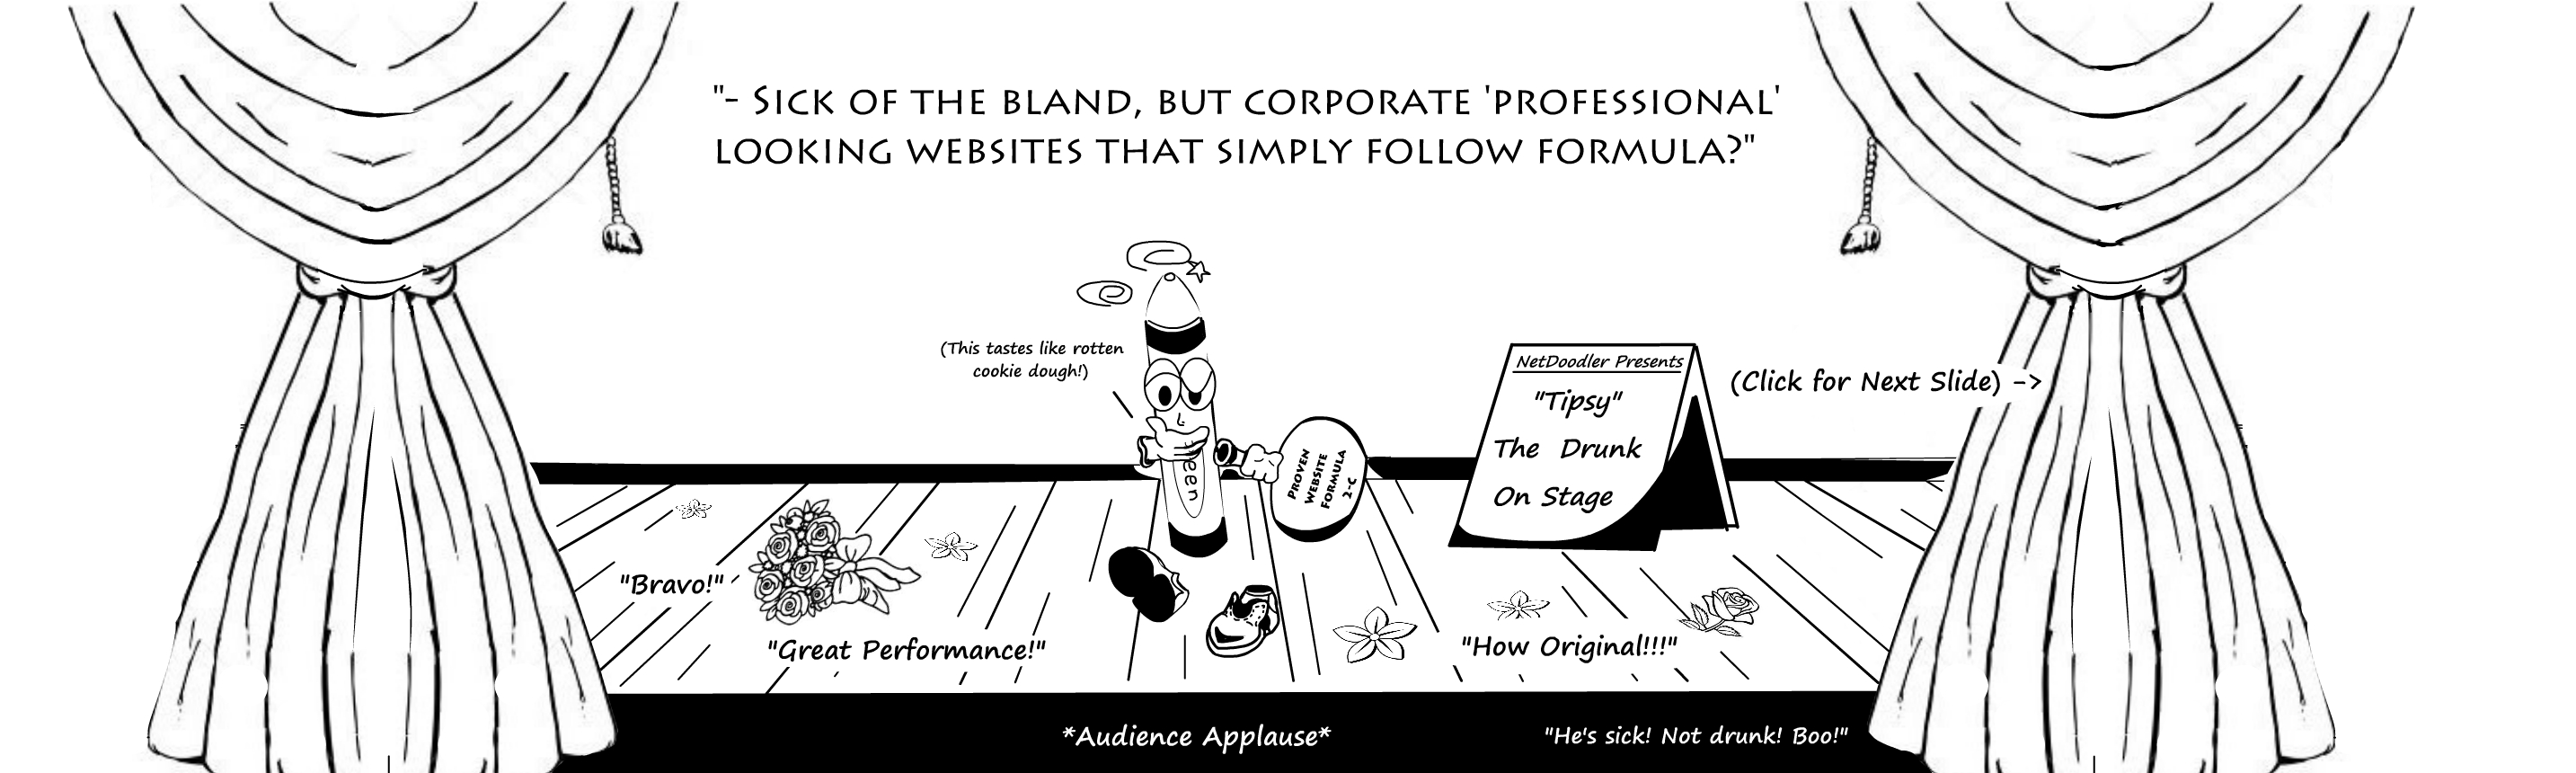 "- Sick of the bland, but corporate 'professional'
looking websites that simply follow formula?"
(This tastes like rotten
cookie dough!)
een
Proven
Website
Formula
2-C
NetDoodler Presents
"Tipsy"
The Drunk
On Stage
(Click for Next Slide) ->
"Bravo!"
"Great Performance!"
"How Original!!!"
*Audience Applause*
"He's sick! Not drunk! Boo!"